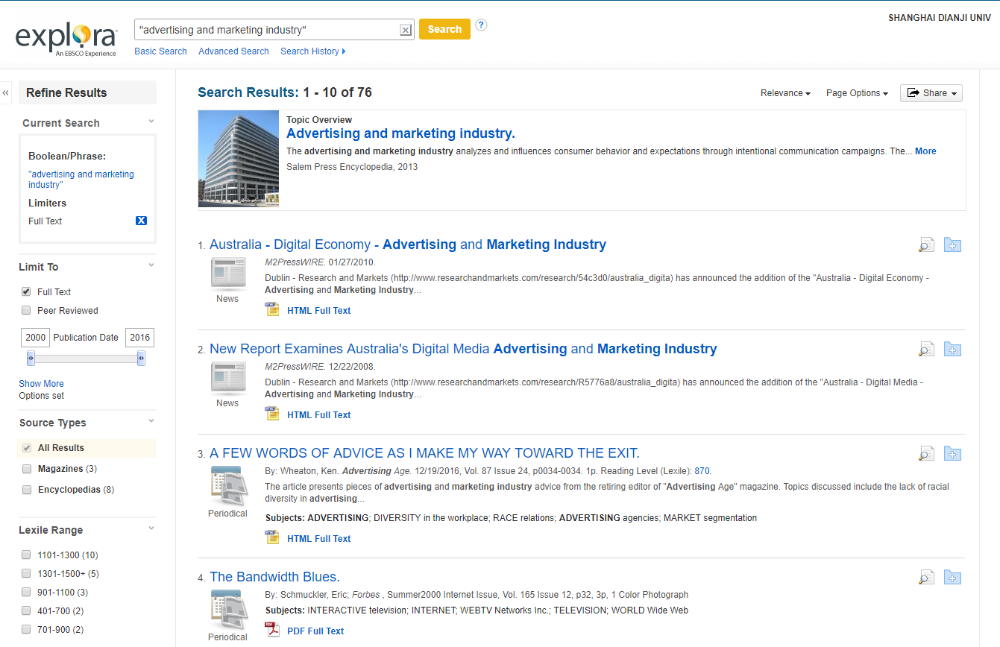 SHANGHAI DIANJI UNIV
explora
An EBSCO Experience
"advertising and marketing industry"
Search
?
Basic Search Advanced Search Search History
Refine Results
Current Search
Boolean/Phrase:
"advertising and marketing
industry"
Limiters
Full Text
X
Limit To
Full Text
Peer Reviewed
2000 Publication Date 2016
Show More
Options set
Source Types
All Results
Magazines (3)
Encyclopedias (8)
Lexile Range
1101-1300 (10)
1301-1500+ (5)
901-1100 (3)
401-700 (2)
701-900 (2)
Search Results: 1 - 10 of 76
Relevance Page Options Share
Topic Overview
Advertising and marketing industry.
The advertising and marketing industry analyzes and influences consumer behavior and expectations through intentional communication campaigns. The... More
Salem Press Encyclopedia, 2013
1. Australia - Digital Economy - Advertising and Marketing Industry
M2PressWIRE. 01/27/2010.
Dublin - Research and Markets (http://www.researchandmarkets.com/research/54c3d0/australia_digita) has announced the addition of the "Australia - Digital Economy -
Advertising and Marketing Industry...
News
HTML Full Text
2. New Report Examines Australia's Digital Media Advertising and Marketing Industry
M2PressWIRE. 12/22/2008.
Dublin - Research and Markets (http://www.researchandmarkets.com/research/R5776a8/australia_digita) has announced the addition of the "Australia - Digital Media -
Advertising and Marketing Industry...
News
HTML Full Text
3. A FEW WORDS OF ADVICE AS I MAKE MY WAY TOWARD THE EXIT.
By: Wheaton, Ken. Advertising Age. 12/19/2016, Vol. 87 Issue 24, p0034-0034. 1p. Reading Level (Lexile): 870.
The article presents pieces of advertising and marketing industry advice from the retiring editor of "Advertising Age" magazine. Topics discussed include the lack of racial
diversity in advertising...
Periodical
Subjects: ADVERTISING; DIVERSITY in the workplace; RACE relations; ADVERTISING agencies; MARKET segmentation
HTML Full Text
4. The Bandwidth Blues.
By: Schmuckler, Eric; Forbes , Summer2000 Internet Issue, Vol. 165 Issue 12, p32, 3p, 1 Color Photograph
Subjects: INTERACTIVE television; INTERNET; WEBTV Networks Inc.; TELEVISION; WORLD Wide Web
Periodical
PDF Full Text